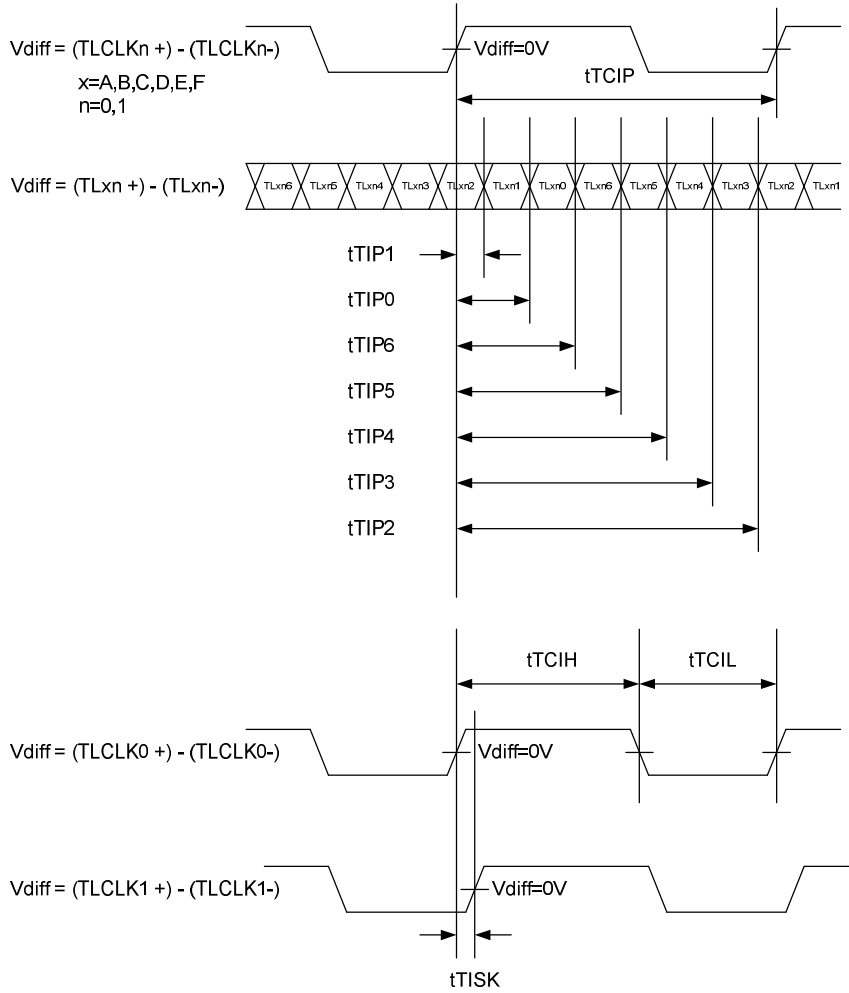 Vdiff = (TLCLKn +) - (TLCLKn-)
x=A,B,C,D,E,F
n=0,1
Vdiff=0V
tTCIP
Vdiff = (TLxn +) - (TLxn-)
TLxn6 TLxn5 TLxn4 TLxn3 TLxn2 TLxn1 TLxn0 TLxn6 TLxn5 TLxn4 TLxn3 TLxn2 TLxn1
tTIP1
tTIP0
tTIP6
tTIP5
tTIP4
tTIP3
tTIP2
tTCIH tTCIL
Vdiff = (TLCLK0 +) - (TLCLK0-) Vdiff=0V
Vdiff = (TLCLK1 +) - (TLCLK1-) Vdiff=0V
tTISK